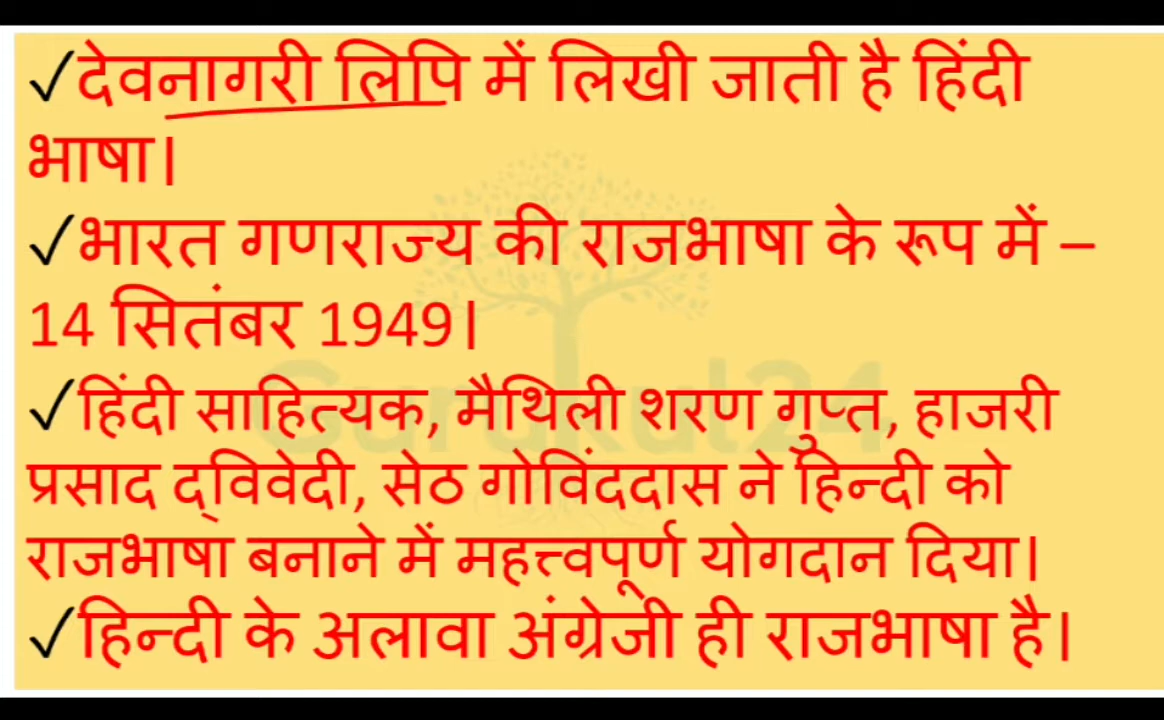 ✓देवनागरी लिपि में लिखी जाती है हिंदी
भाषा।
✓भारत गणराज्य की राजभाषा के रूप में –
14 सितंबर 1949।
✓हिंदी साहित्यक, मैथिली शरण गुप्त, हाजरी
प्रसाद द्विवेदी, सेठ गोविंददास ने हिन्दी को
राजभाषा बनाने में महत्त्वपूर्ण योगदान दिया।
✓हिन्दी के अलावा अंग्रेजी ही राजभाषा है।
Gurukul24